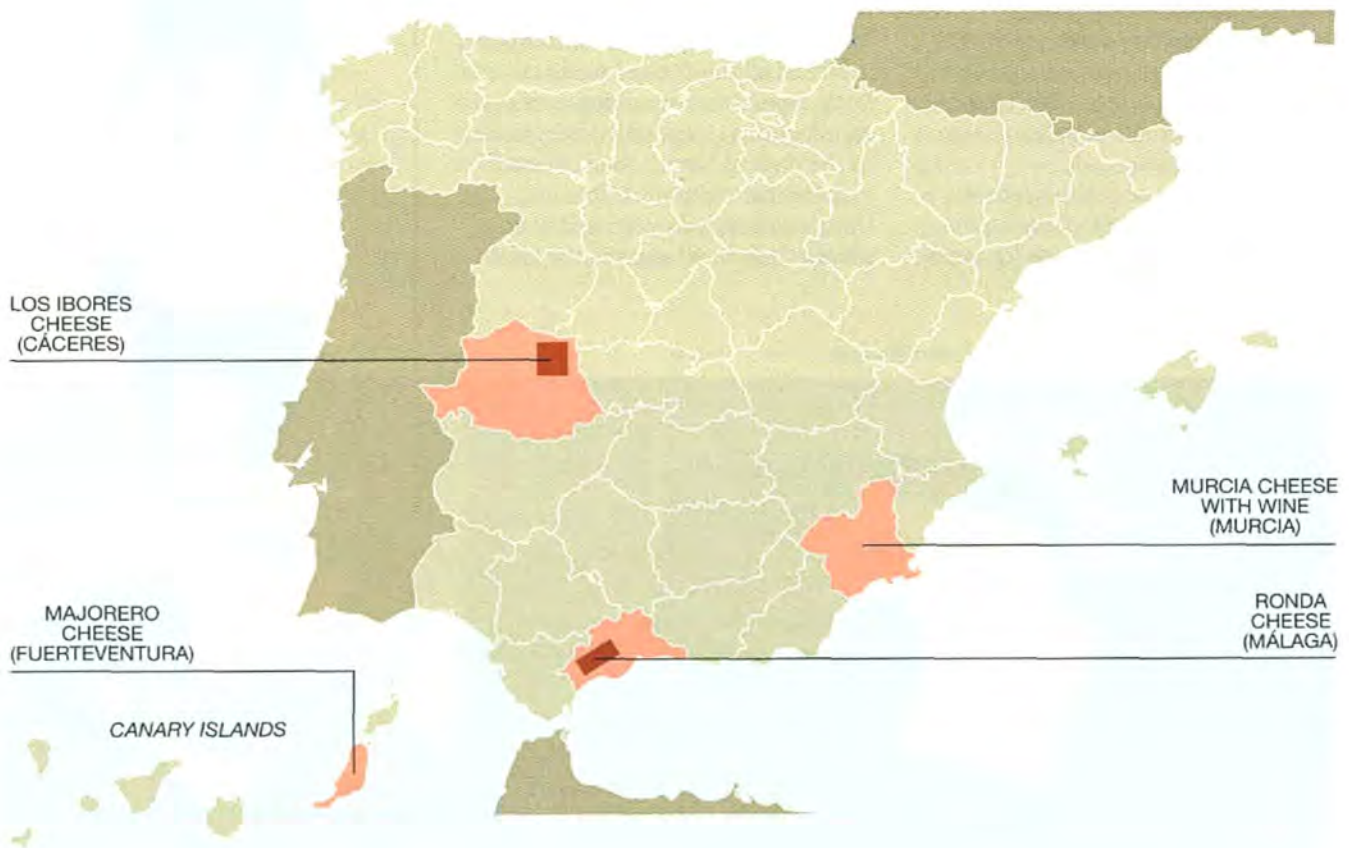 LOS IBORES
CHEESE
(CÁCERES)
MURCIA CHEESE
WITH WINE
(MURCIA)
MAJORERO
CHEESE
(FUERTEVENTURA)
RONDA
CHEESE
(MÁLAGA)
CANARY ISLANDS